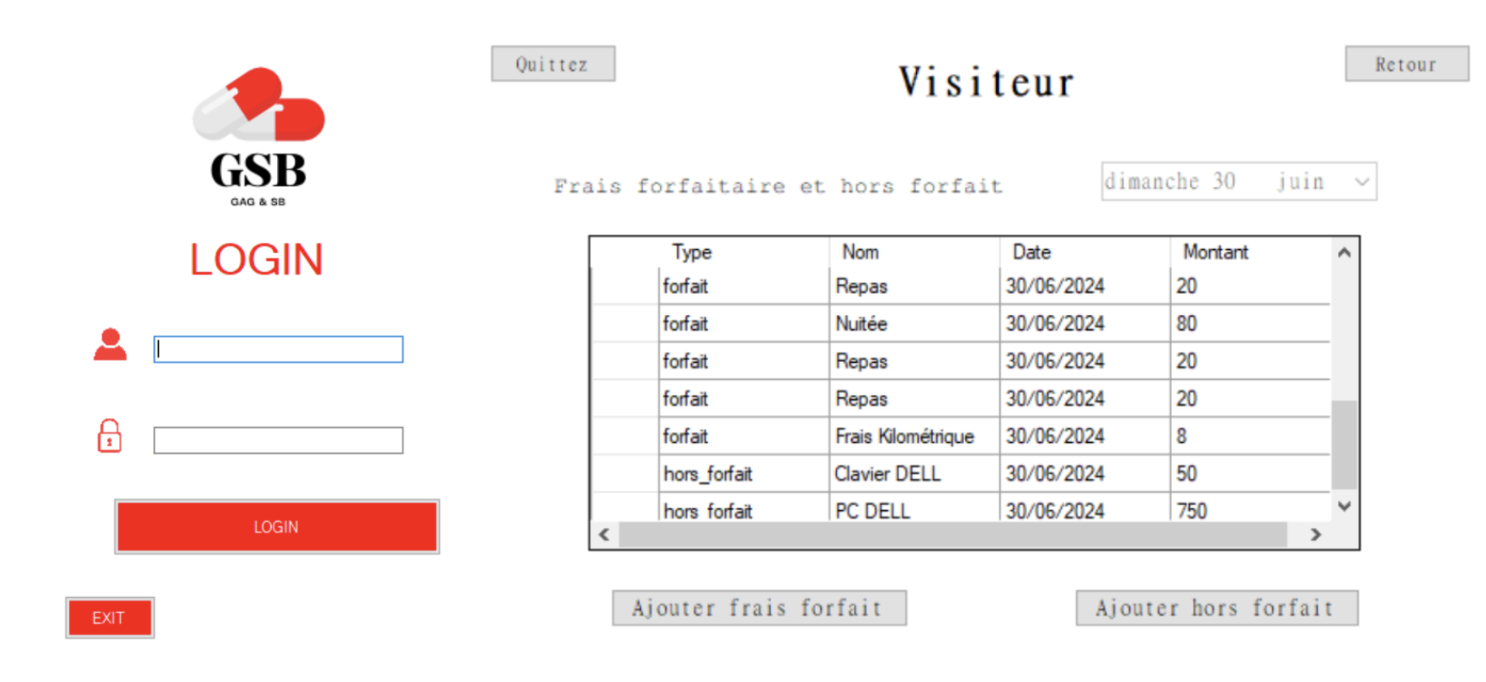 GSB
GAG & SB
LOGIN
LOGIN
EXIT
Quittez
Visiteur
Retour
Frais forfaitaire et hors forfait
dimanche 30 juin
Type Nom Date Montant
forfait Repas 30/06/2024 20
forfait Nuitée 30/06/2024 80
forfait Repas 30/06/2024 20
forfait Repas 30/06/2024 20
forfait Frais Kilométrique 30/06/2024 8
hors_forfait Clavier DELL 30/06/2024 50
hors forfait PC DELL 30/06/2024 750
Ajouter frais forfait
Ajouter hors forfait